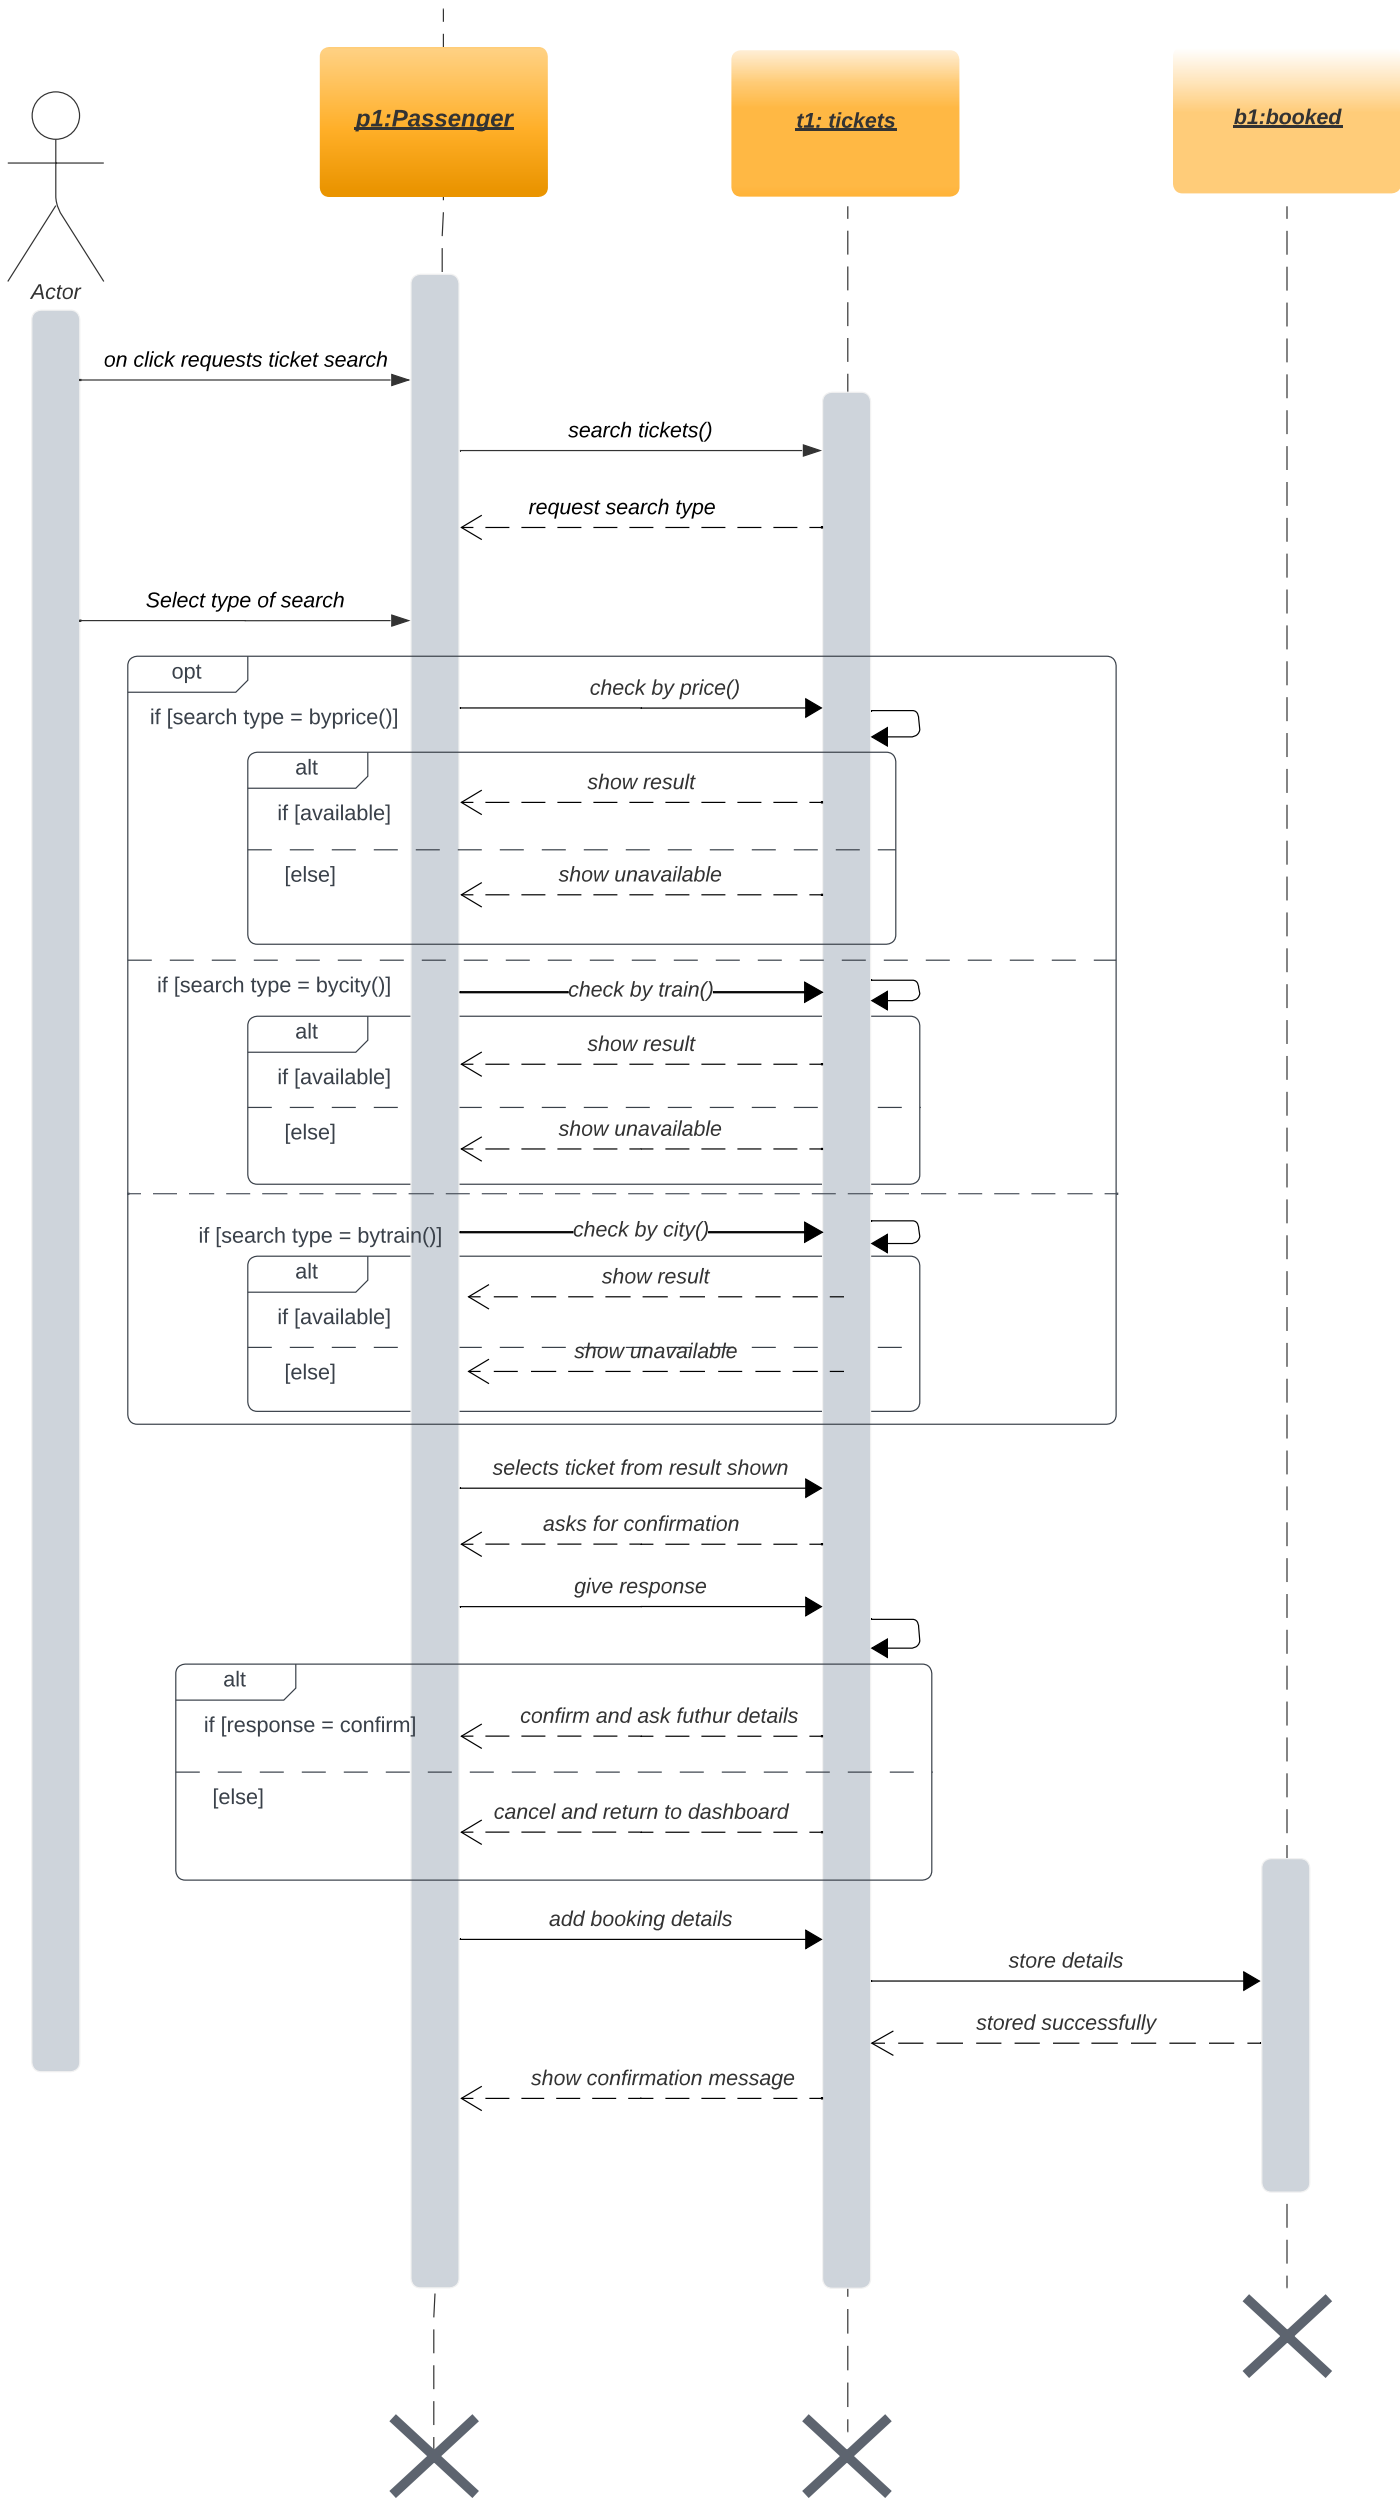 p1:Passenger
t1: tickets
b1:booked
Actor
on click requests ticket search
search tickets()
request search type
Select type of search
opt
check by price()
if [search type = byprice()]
alt
show result
if [available]
[else]
show unavailable
if [search type = bycity()]
check by train()
alt
show result
if [available]
show unavailable
[else]
if [search type = bytrain()]
check by city()
alt
show result
if [available]
show unavailable
[else]
selects ticket from result shown
asks for confirmation
give response
alt
confirm and ask futhur details
if [response = confirm]
[else]
cancel and return to dashboard
add booking details
store details
stored successfully
show confirmation message